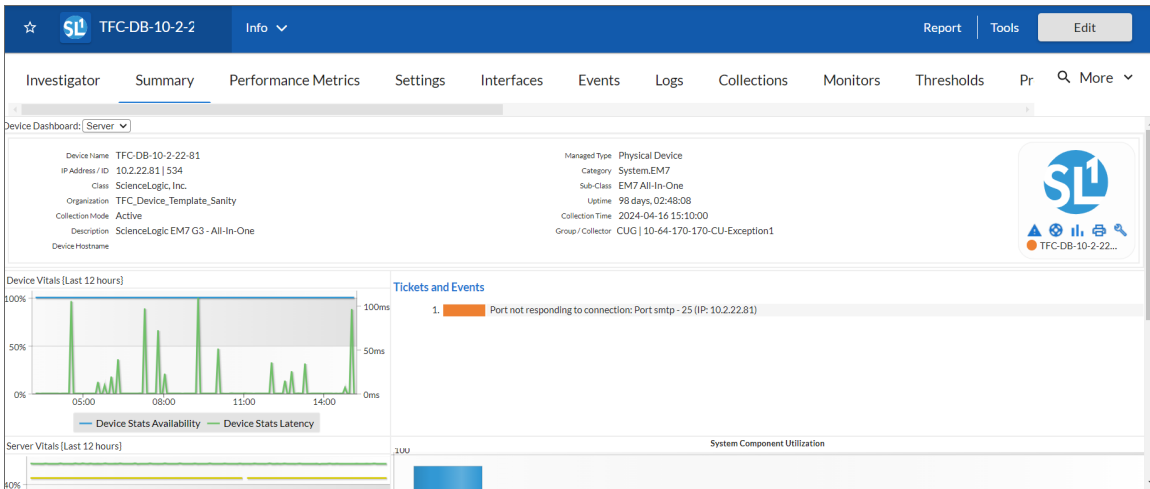 SL1 TFC-DB-10-2-2 Info Report Tools Edit
Investigator Summary Performance Metrics Settings Interfaces Events Logs Collections Monitors Thresholds Pr More
Device Dashboard: Server
Device Name TFC-DB-10-2-22-81
IP Address / ID 10.2.22.81 | 534
Class ScienceLogic, Inc.
Organization TFC_Device_Template_Sanity
Collection Mode Active
Description ScienceLogic EM7 G3 - All-In-One
Device Hostname
Managed Type Physical Device
Category System.EM7
Sub-Class EM7 All-In-One
Uptime 98 days, 02:48:08
Collection Time 2024-04-16 15:10:00
Group / Collector CUG | 10-64-170-170-CU-Exception1
SL1
TFC-DB-10-2-22...
Device Vitals {Last 12 hours}
100%
50%
0%
100ms
50ms
0ms
05:00 08:00 11:00 14:00
Device Stats Availability Device Stats Latency
Tickets and Events
1. Port not responding to connection: Port smtp - 25 (IP: 10.2.22.81)
Server Vitals {Last 12 hours}
40%
System Component Utilization
100